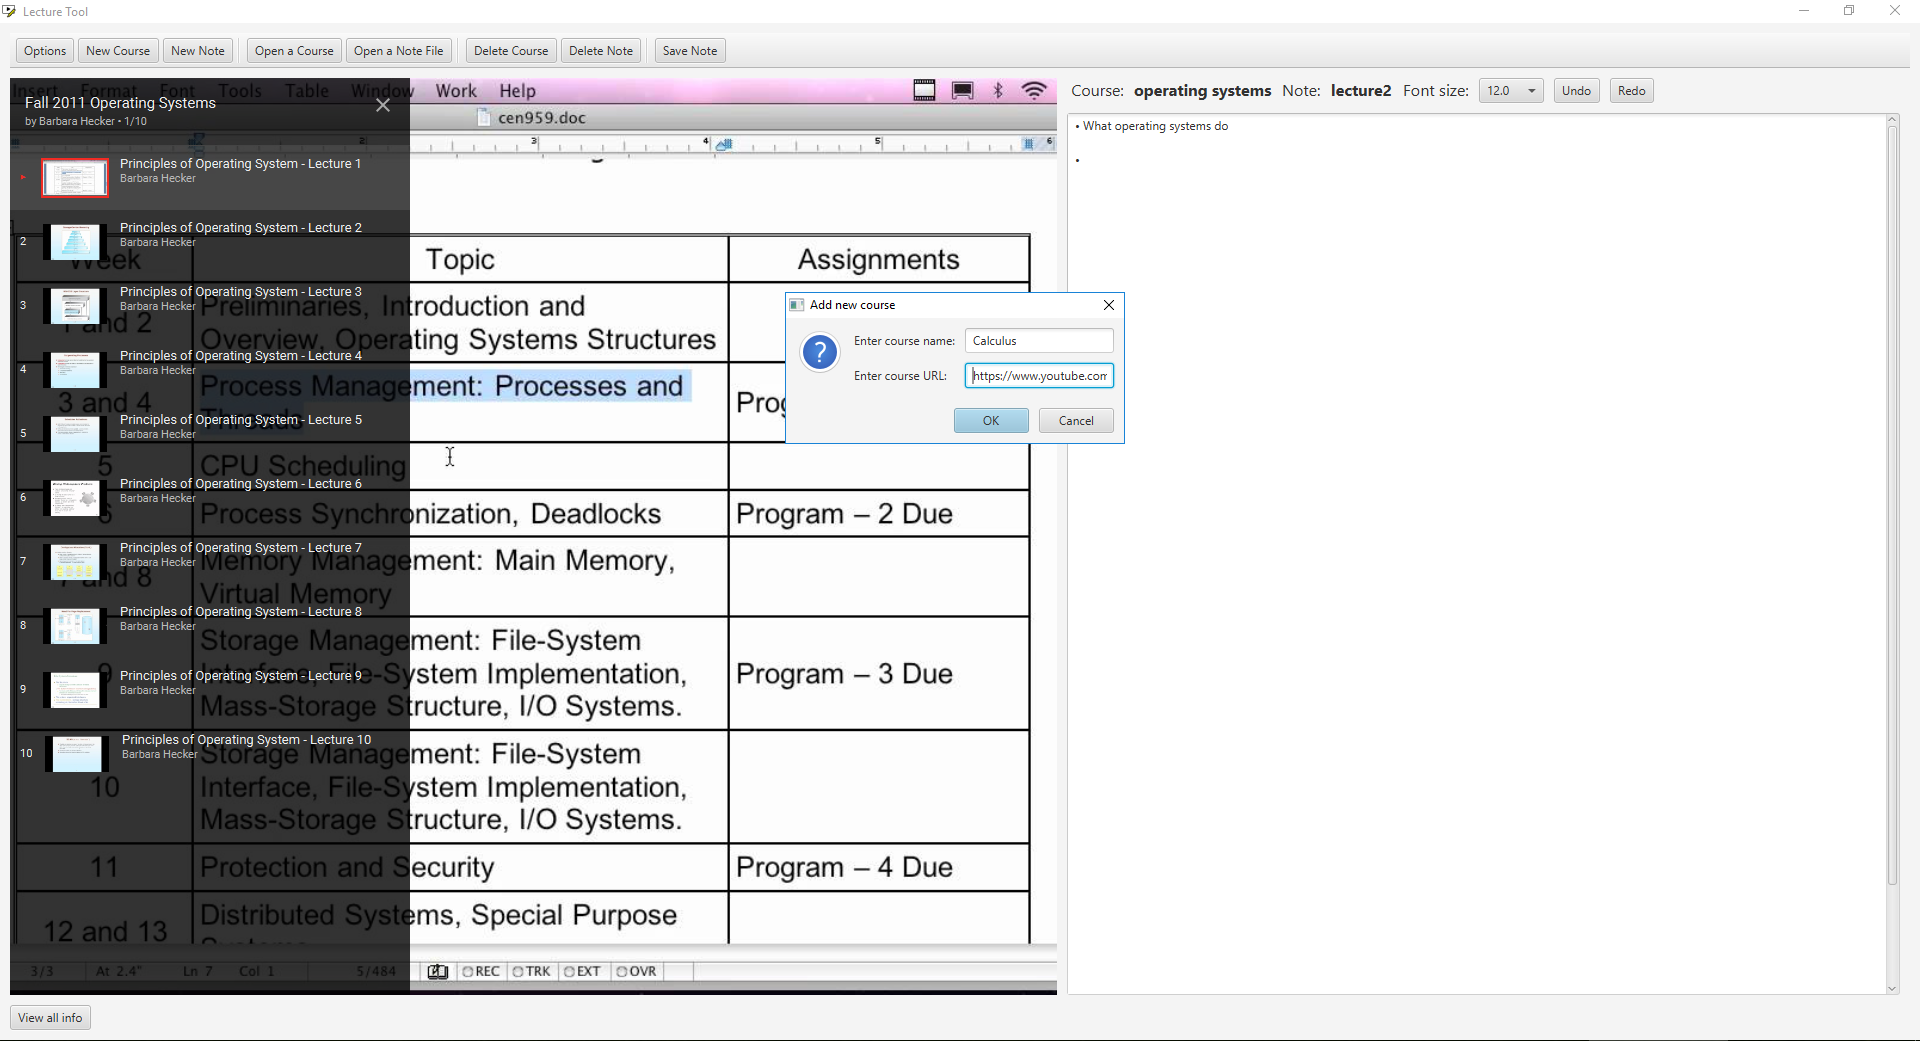 Lecture Tool
Options New Course New Note Open a Course Open a Note File Delete Course Delete Note Save Note
Insert Format Font Tools Table Window Work Help
cen959.doc
Fall 2011 Operating Systems
by Barbara Hecker • 1/10
Principles of Operating System - Lecture 1
Barbara Hecker
2
Principles of Operating System - Lecture 2
Barbara Hecker
3
Principles of Operating System - Lecture 3
Barbara Hecker
4
Principles of Operating System - Lecture 4
Barbara Hecker
5
Principles of Operating System - Lecture 5
Barbara Hecker
6
Principles of Operating System - Lecture 6
Barbara Hecker
7
Principles of Operating System - Lecture 7
Barbara Hecker
8
Principles of Operating System - Lecture 8
Barbara Hecker
9
Principles of Operating System - Lecture 9
Barbara Hecker
10
Principles of Operating System - Lecture 10
Barbara Hecker
3 4 5 6
Week Topic Assignments
1 and 2 Preliminaries, Introduction and
Overview, Operating Systems Structures
3 and 4 Process Management: Processes and
Threads
5 CPU Scheduling
6 Process Synchronization, Deadlocks Program – 2 Due
7 and 8 Memory Management: Main Memory,
Virtual Memory
9 Storage Management: File-System
Interface, File-System Implementation,
Mass-Storage Structure, I/O Systems.
Program – 3 Due
10 Storage Management: File-System
Interface, File-System Implementation,
Mass-Storage Structure, I/O Systems.
11 Protection and Security Program – 4 Due
12 and 13 Distributed Systems, Special Purpose
3/3 At 2.4" Ln 7 Col 1 5/484 REC TRK EXT OVR
Add new course
Enter course name: Calculus
Enter course URL: https://www.youtube.com
OK Cancel
Course: operating systems Note: lecture2 Font size: 12.0 Undo Redo
• What operating systems do
•
View all info